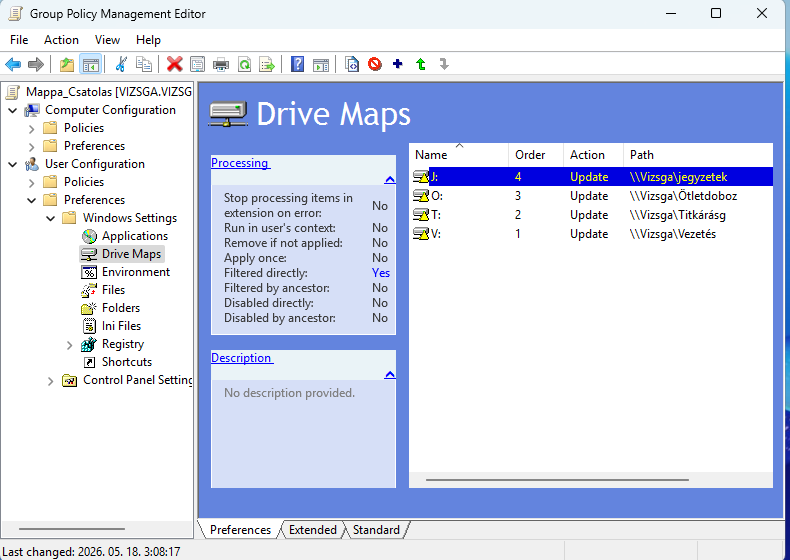 Group Policy Management Editor
File Action View Help
Mappa_Csatolas [VIZSGA.VIZSG
Computer Configuration
Policies
Preferences
User Configuration
Policies
Preferences
Windows Settings
Applications
Drive Maps
Environment
Files
Folders
Ini Files
Registry
Shortcuts
Control Panel Setting
Drive Maps
Processing
Stop processing items in
extension on error: No
Run in user's context: No
Remove if not applied: No
Apply once: No
Filtered directly: Yes
Filtered by ancestor: No
Disabled directly: No
Disabled by ancestor: No
Description
No description provided.
Name Order Action Path
J: 4 Update \\Vizsga\jegyzetek
O: 3 Update \\Vizsga\Ötletdoboz
T: 2 Update \\Vizsga\Titkárásg
V: 1 Update \\Vizsga\Vezetés
Preferences Extended Standard
Last changed: 2026. 05. 18. 3:08:17